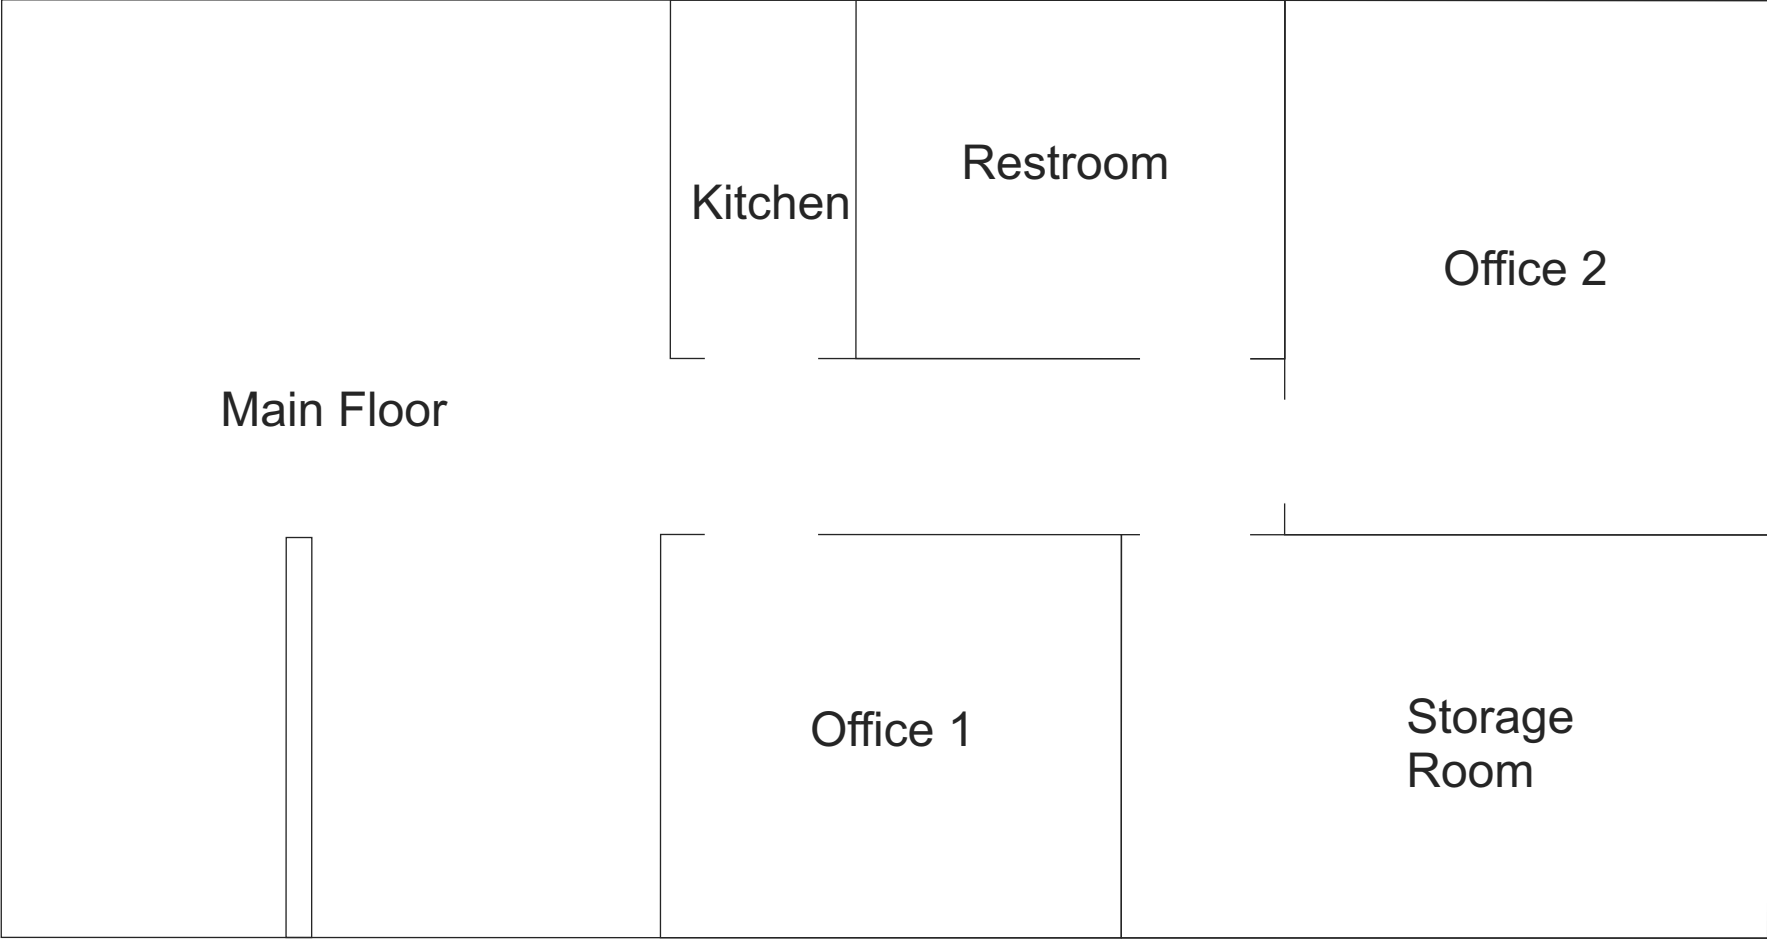 Restroom
Kitchen
Office 2
Main Floor
Office 1
Storage
Room